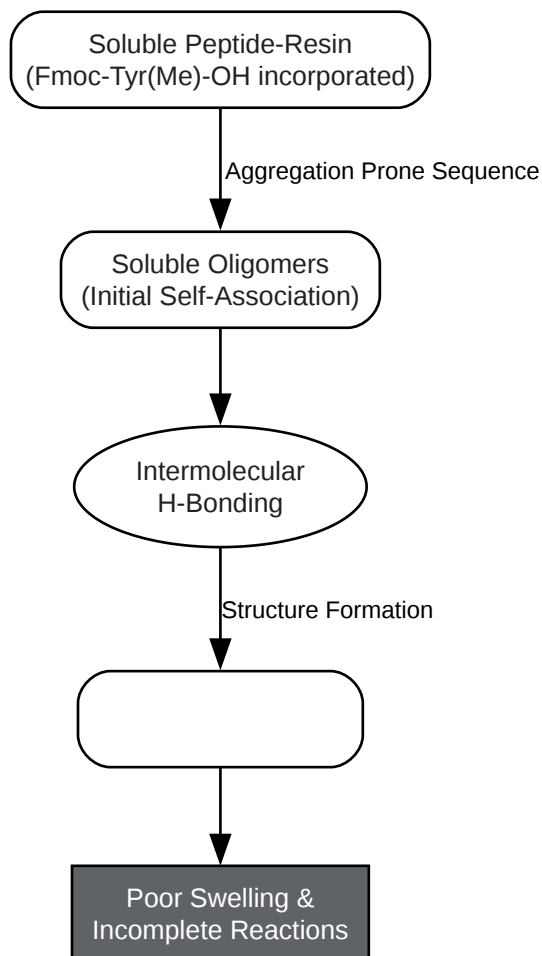 Soluble Peptide-Resin
(Fmoc-Tyr(Me)-OH incorporated)
Aggregation Prone Sequence
Soluble Oligomers
(Initial Self-Association)
Intermolecular
H-Bonding
Structure Formation
Poor Swelling &
Incomplete Reactions